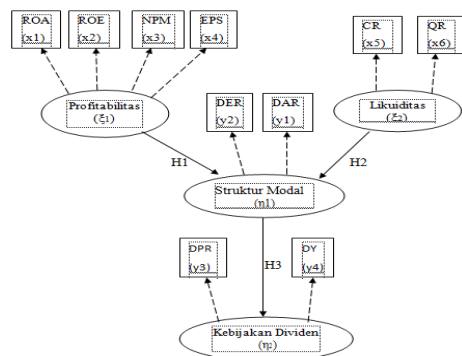 ROA
(x1)
ROE
(x2)
NPM
(x3)
EPS
(x4)
CR
(x5)
QR
(x6)
Profitabilitas
(ξ1)
DER
(y2)
DAR
(y1)
Likuiditas
(ξ2)
H1
H2
Struktur Modal
(η1)
DPR
(y3)
H3
DY
(y4)
Kebijakan Dividen
(η2)